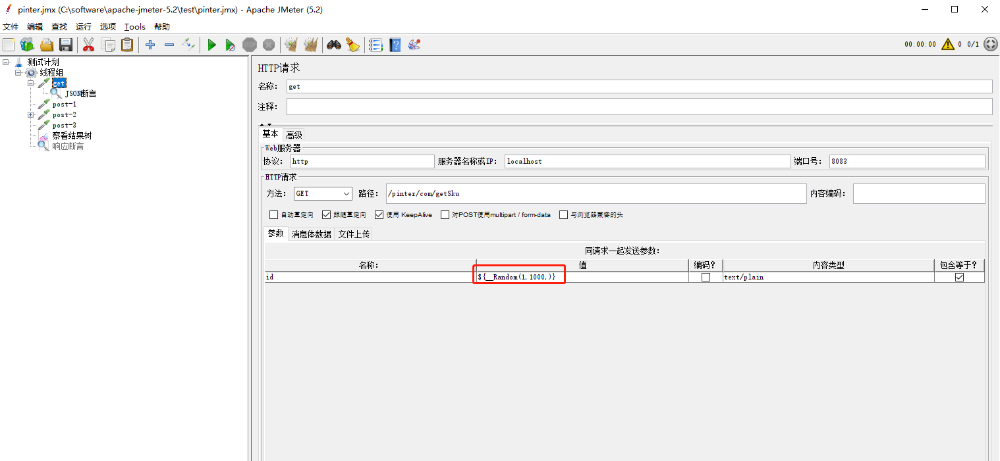 pinter.jmx (C:\software\apache-jmeter-5.2\test\pinter.jmx) - Apache JMeter (5.2)
文件 编辑 查找 运行 选项 Tools 帮助
STOP 00:00:00 0 0/1
测试计划
线程组
get
JSON断言
post-1
post-2
post-3
察看结果树
响应断言
HTTP请求
名称: get
注释:
基本 高级
Web服务器
协议: http 服务器名称或IP: localhost 端口号: 8083
HTTP请求
方法: GET 路径: /pinter/com/getSku 内容编码:
自动重定向 跟随重定向 使用 KeepAlive 对POST使用multipart / form-data 与浏览器兼容的头
参数 消息体数据 文件上传
同请求一起发送参数:
名称: 值 编码? 内容类型 包含等于?
id ${__Random(1,1000,)} text/plain